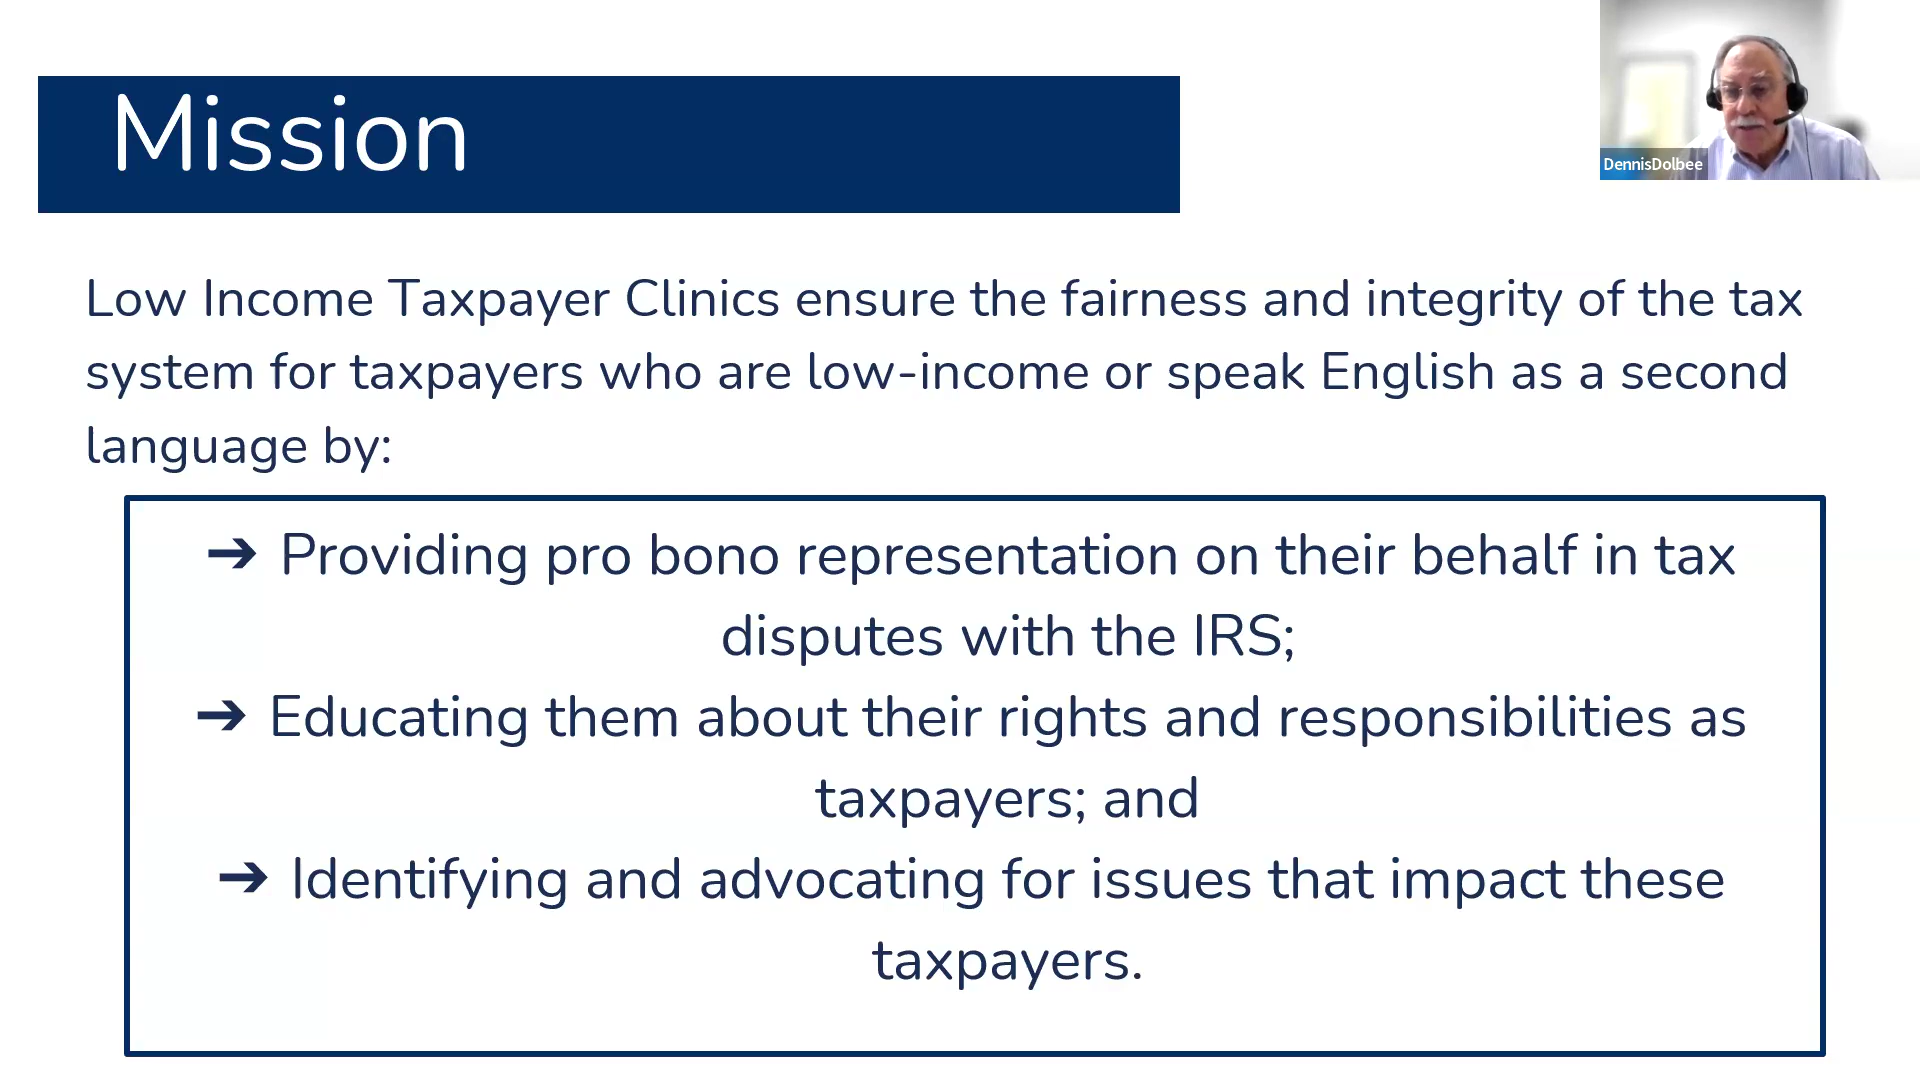 Mission
DennisDolbee
Low Income Taxpayer Clinics ensure the fairness and integrity of the tax
system for taxpayers who are low-income or speak English as a second
language by:
➔ Providing pro bono representation on their behalf in tax
disputes with the IRS;
➔ Educating them about their rights and responsibilities as
taxpayers; and
➔ Identifying and advocating for issues that impact these
taxpayers.